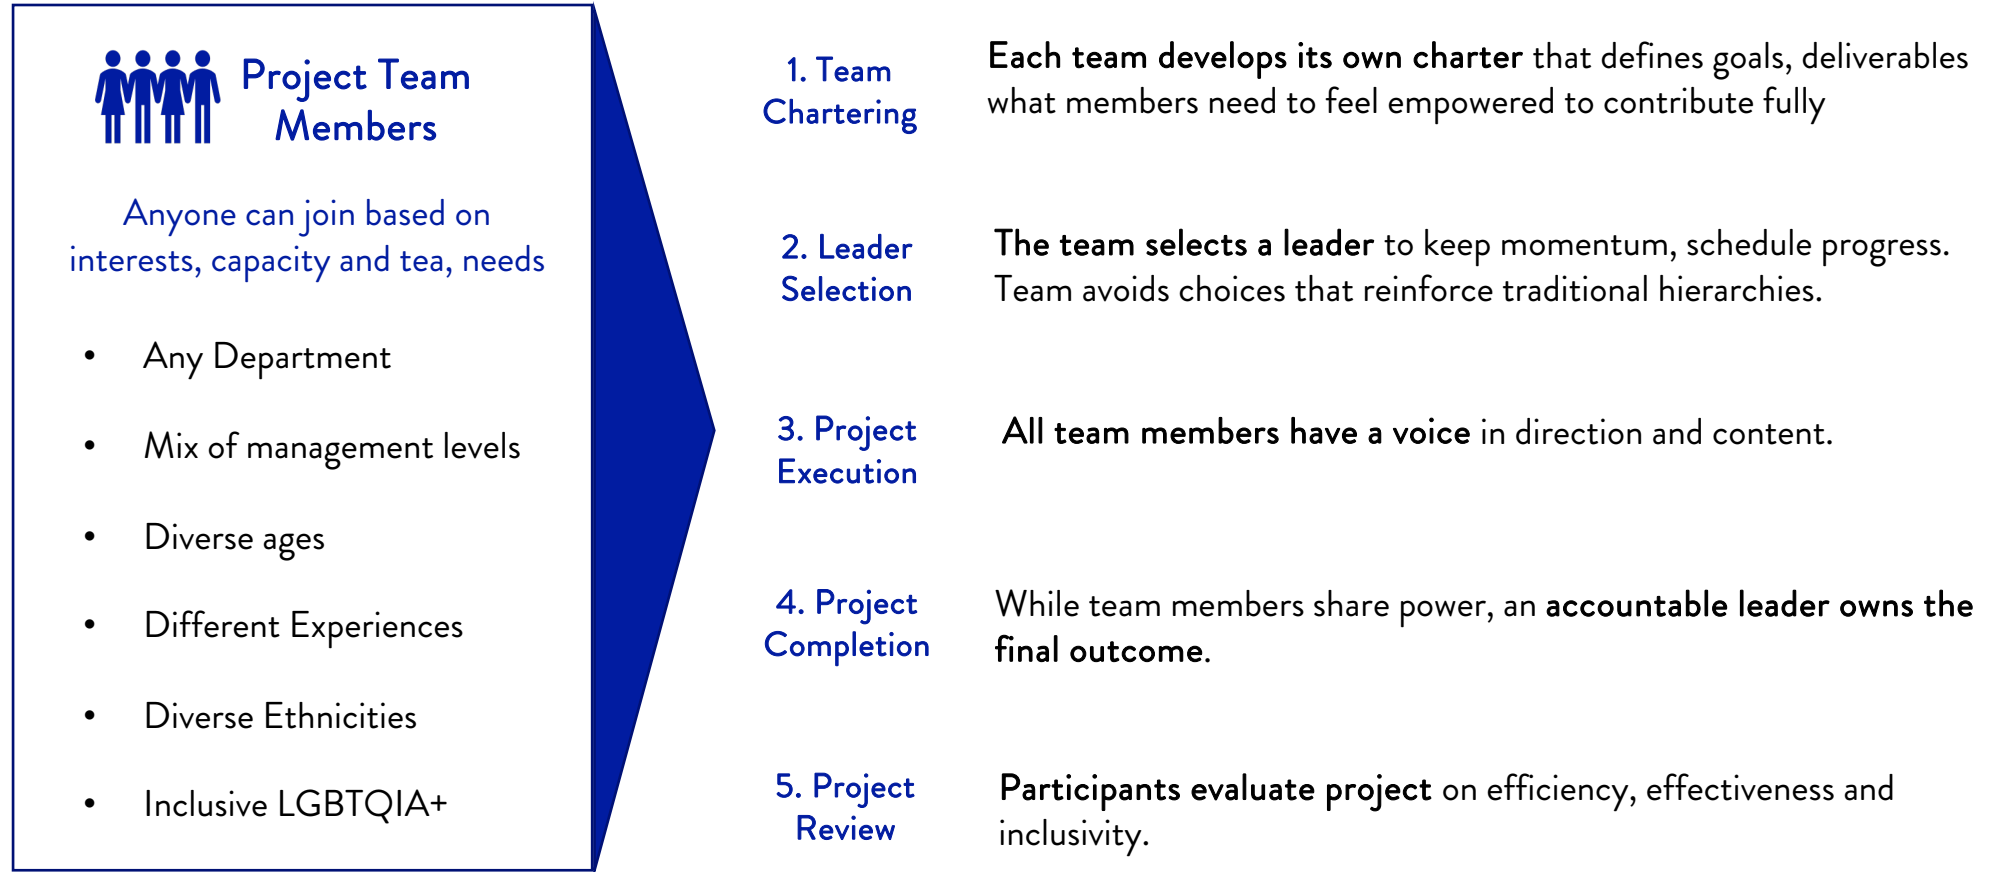 Project Team
Members
Anyone can join based on
interests, capacity and tea, needs
• Any Department
• Mix of management levels
• Diverse ages
• Different Experiences
• Diverse Ethnicities
• Inclusive LGBTQIA+
1. Team
Chartering
Each team develops its own charter that defines goals, deliverables
what members need to feel empowered to contribute fully
2. Leader
Selection
The team selects a leader to keep momentum, schedule progress.
Team avoids choices that reinforce traditional hierarchies.
3. Project
Execution
All team members have a voice in direction and content.
4. Project
Completion
While team members share power, an accountable leader owns the
final outcome.
5. Project
Review
Participants evaluate project on efficiency, effectiveness and
inclusivity.